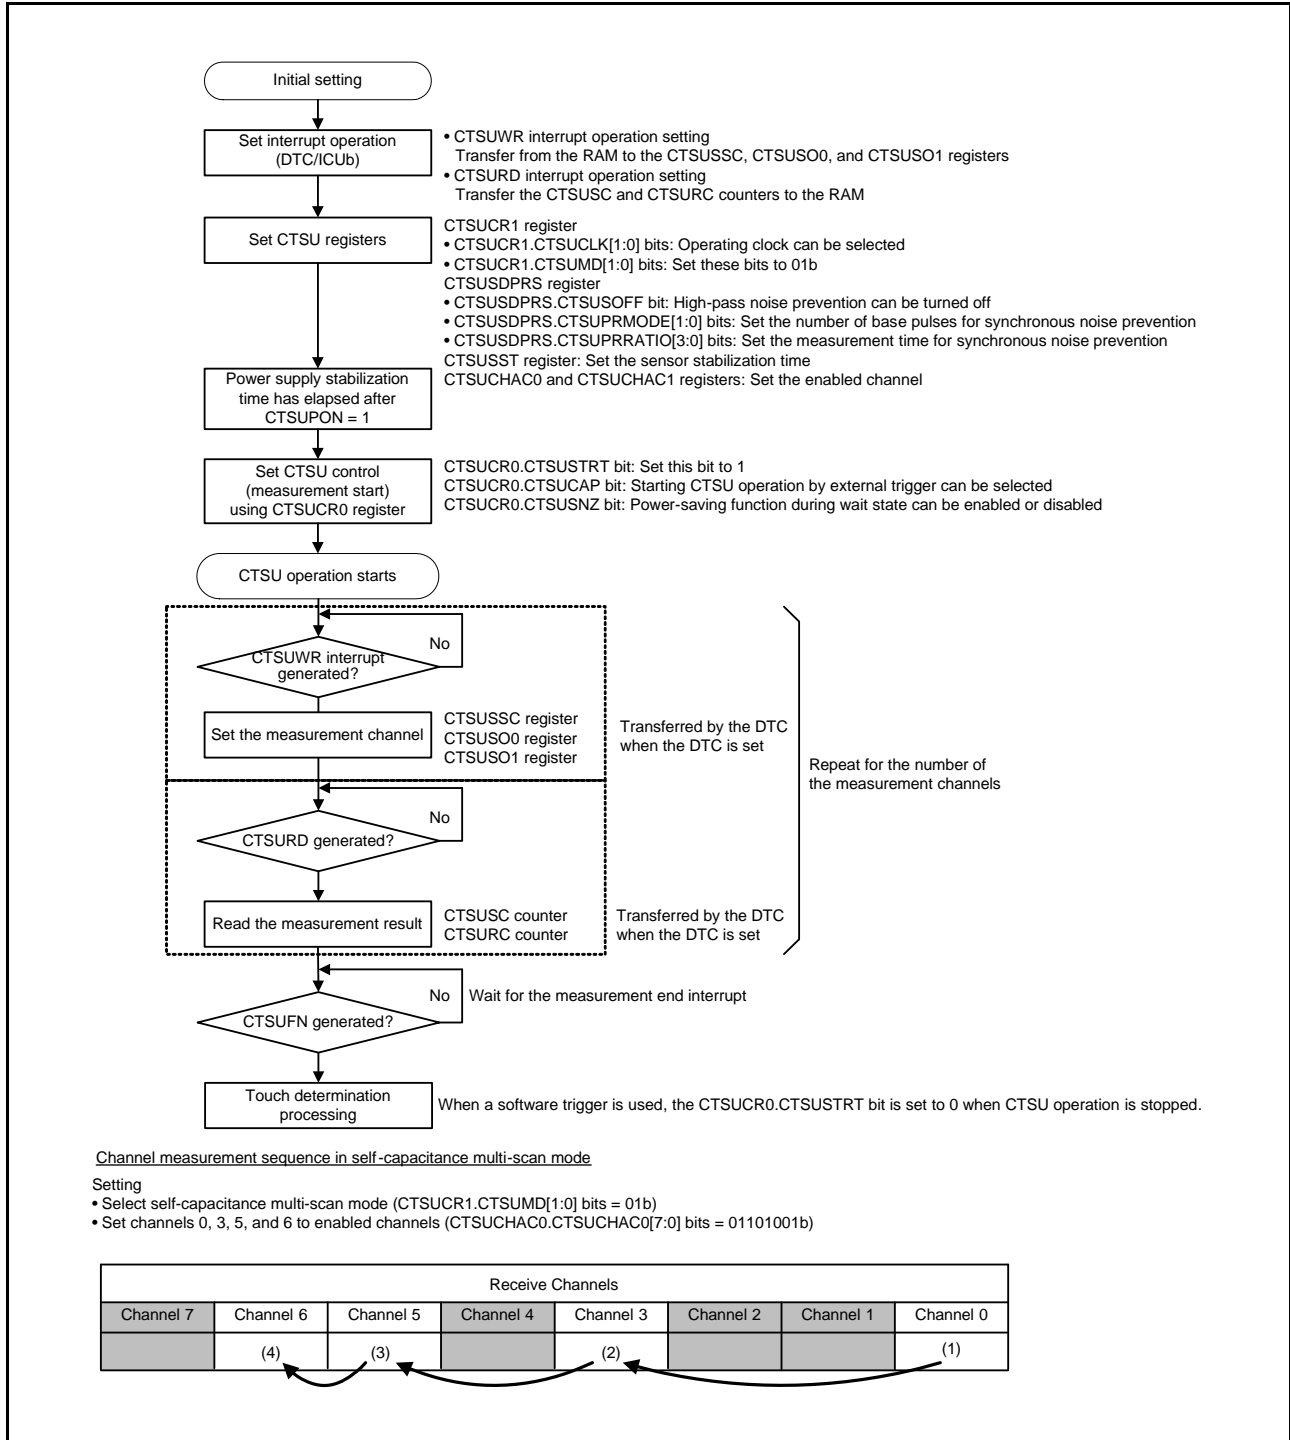 Initial setting
Set interrupt operation
(DTC/ICUb)
• CTSUWR interrupt operation setting
Transfer from the RAM to the CTSUSSC, CTSUSO0, and CTSUSO1 registers
• CTSURD interrupt operation setting
Transfer the CTSUSC and CTSURC counters to the RAM
Set CTSU registers
CTSUCR1 register
• CTSUCR1.CTSUCLK[1:0] bits: Operating clock can be selected
• CTSUCR1.CTSUMD[1:0] bits: Set these bits to 01b
CTSUSDPRS register
• CTSUSDPRS.CTSUSOFF bit: High-pass noise prevention can be turned off
• CTSUSDPRS.CTSUPRMODE[1:0] bits: Set the number of base pulses for synchronous noise prevention
• CTSUSDPRS.CTSUPRRATIO[3:0] bits: Set the measurement time for synchronous noise prevention
CTSUSST register: Set the sensor stabilization time
CTSUCHAC0 and CTSUCHAC1 registers: Set the enabled channel
Power supply stabilization
time has elapsed after
CTSUPON = 1
Set CTSU control
(measurement start)
using CTSUCR0 register
CTSUCR0.CTSUSTRT bit: Set this bit to 1
CTSUCR0.CTSUCAP bit: Starting CTSU operation by external trigger can be selected
CTSUCR0.CTSUSNZ bit: Power-saving function during wait state can be enabled or disabled
CTSU operation starts
No
CTSUWR interrupt
generated?
Set the measurement channel
CTSUSSC register
CTSUSO0 register
CTSUSO1 register
Transferred by the DTC
when the DTC is set
Repeat for the number of
the measurement channels
No
CTSURD generated?
Read the measurement result
CTSUSC counter
CTSURC counter
Transferred by the DTC
when the DTC is set
No
Wait for the measurement end interrupt
CTSUFN generated?
Touch determination
processing
When a software trigger is used, the CTSUCR0.CTSUSTRT bit is set to 0 when CTSU operation is stopped.
Channel measurement sequence in self-capacitance multi-scan mode
Setting
• Select self-capacitance multi-scan mode (CTSUCR1.CTSUMD[1:0] bits = 01b)
• Set channels 0, 3, 5, and 6 to enabled channels (CTSUCHAC0.CTSUCHAC0[7:0] bits = 01101001b)
Receive Channels
Channel 7 Channel 6 Channel 5 Channel 4 Channel 3 Channel 2 Channel 1 Channel 0
(4) (3) (2) (1)